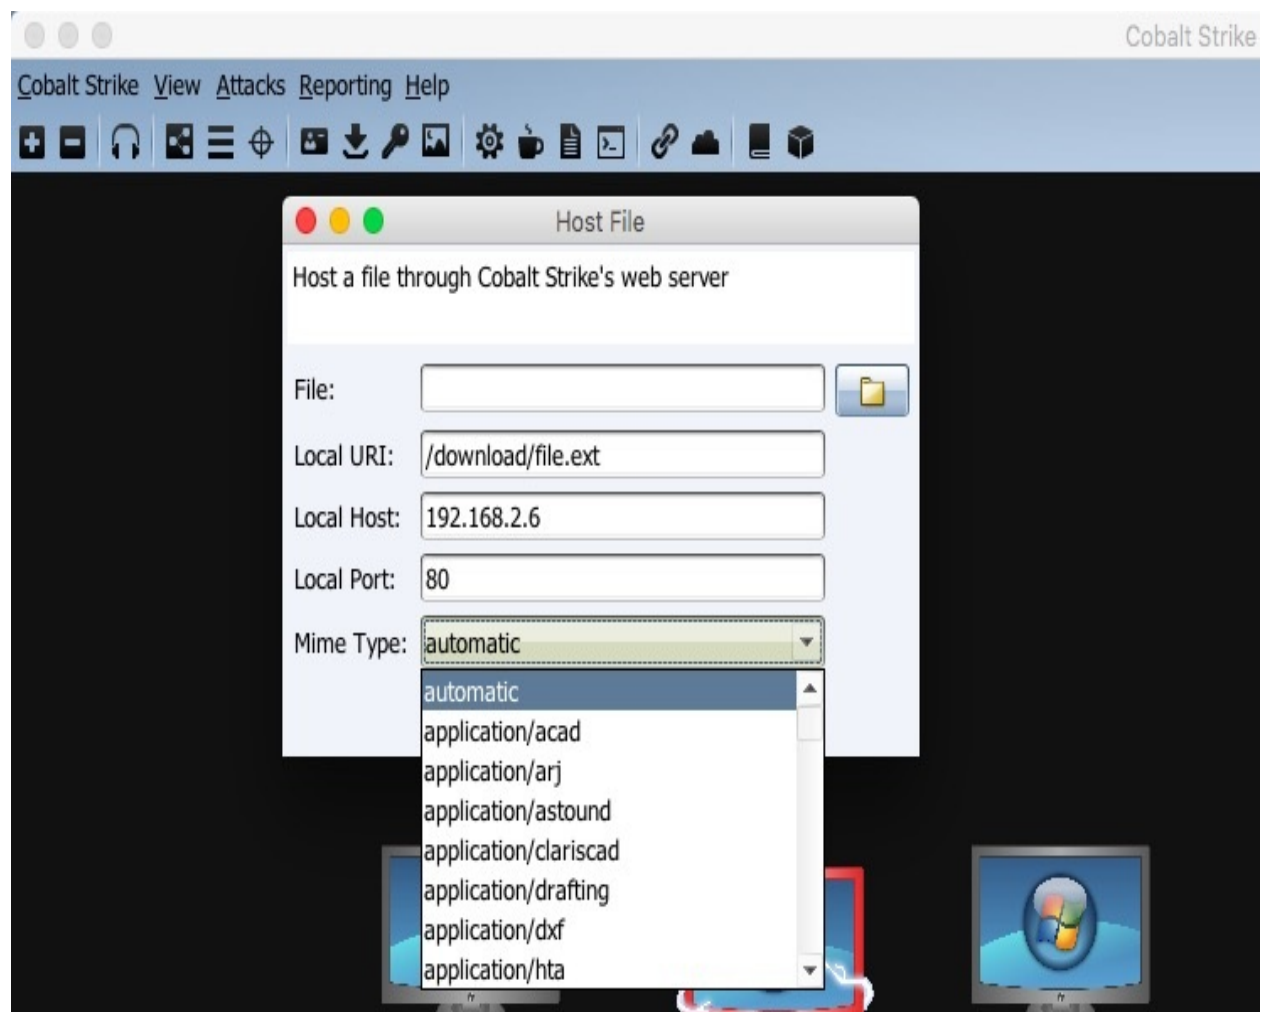 Cobalt Strike
Cobalt Strike View Attacks Reporting Help
Host File
Host a file through Cobalt Strike's web server
File:
Local URI: /download/file.ext
Local Host: 192.168.2.6
Local Port: 80
Mime Type: automatic
automatic
application/acad
application/arj
application/astound
application/clariscad
application/drafting
application/dxf
application/hta